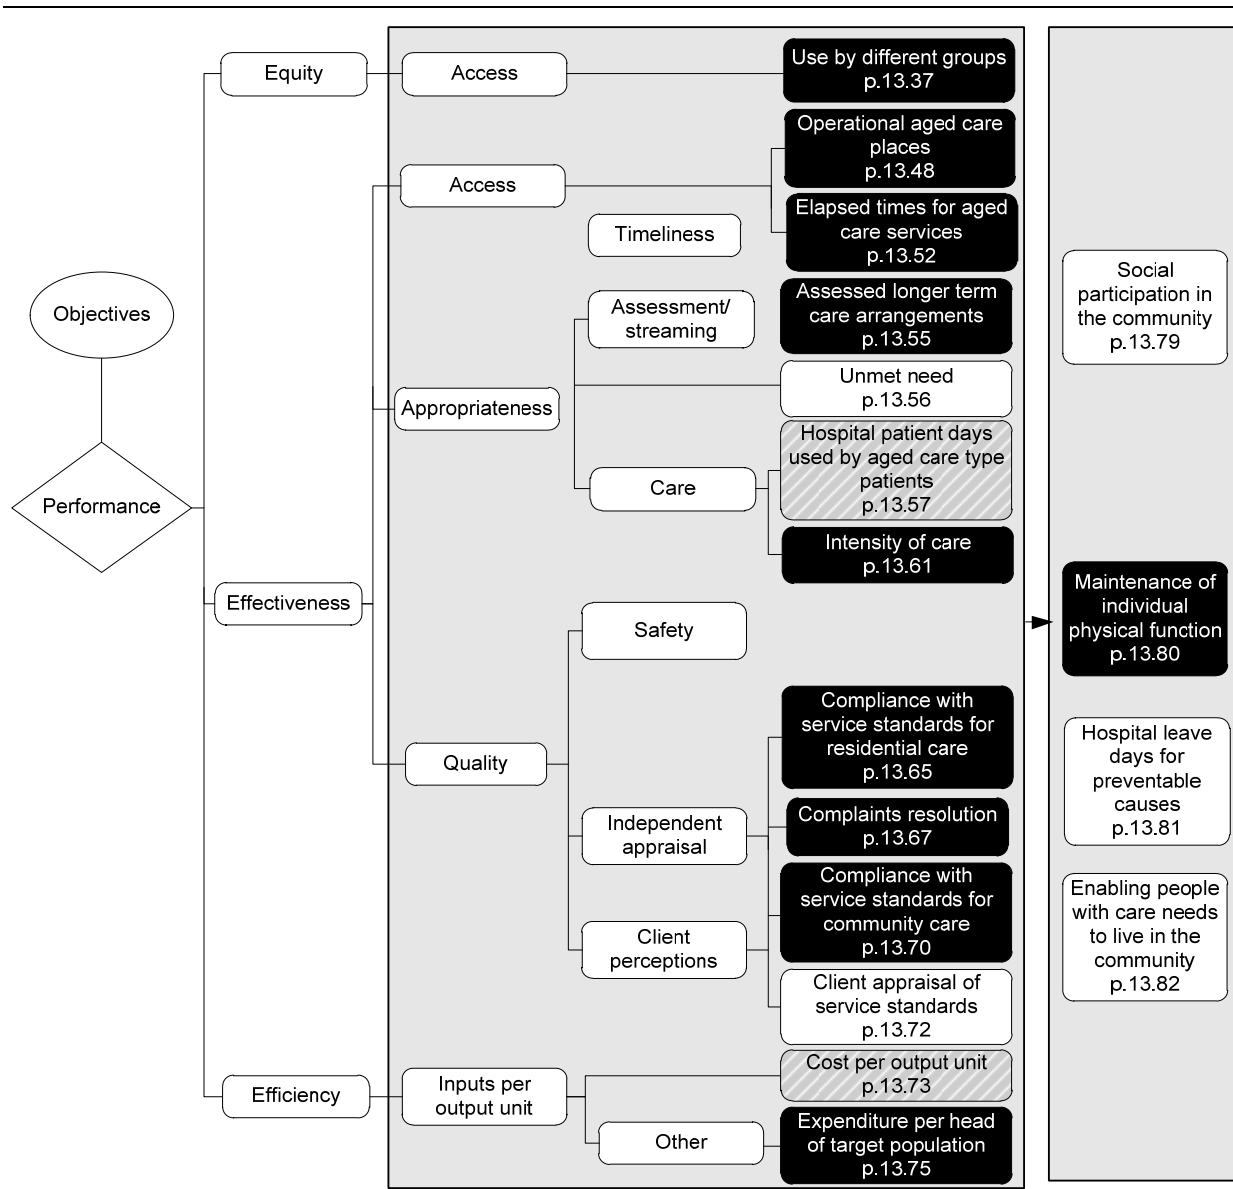 Objectives
Performance
Equity
Access
Use by different groups
p.13.37
Effectiveness
Access
Operational aged care
places
p.13.48
Timeliness
Elapsed times for aged
care services
p.13.52
Appropriateness
Assessment/
streaming
Assessed longer term
care arrangements
p.13.55
Unmet need
p.13.56
Care
Hospital patient days
used by aged care type
patients
p.13.57
Intensity of care
p.13.61
Quality
Safety
Independent
appraisal
Compliance with
service standards for
residential care
p.13.65
Complaints resolution
p.13.67
Compliance with
service standards for
community care
p.13.70
Client
perceptions
Client appraisal of
service standards
p.13.72
Efficiency
Inputs per
output unit
Cost per output unit
p.13.73
Other
Expenditure per head
of target population
p.13.75
Social
participation in
the community
p.13.79
Maintenance of
individual
physical function
p.13.80
Hospital leave
days for
preventable
causes
p.13.81
Enabling people
with care needs
to live in the
community
p.13.82